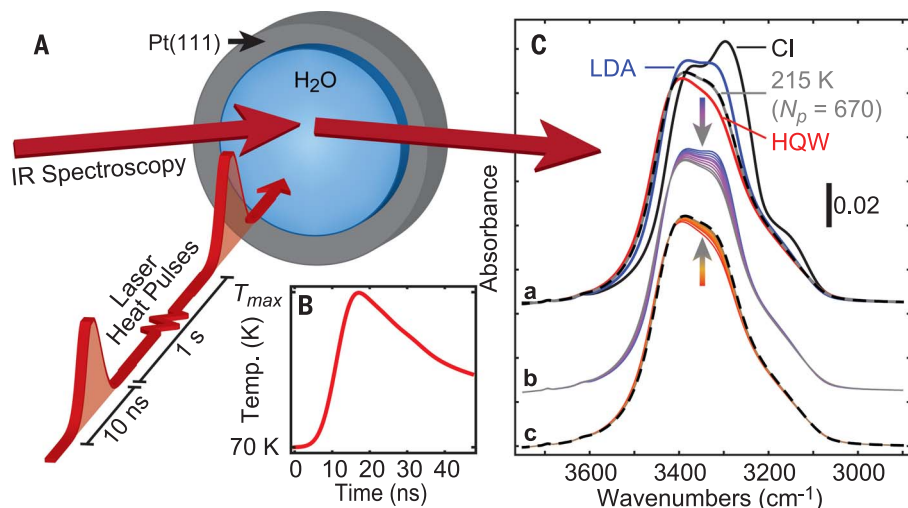 A
Pt(111)
H₂O
IR Spectroscopy
Laser
Heat Pulses
10 ns
1 s
B
Tmax
Temp. (K)
70 K
0 10 20 30 40
Time (ns)
C
CI
LDA
215 K
(Np = 670)
HQW
0.02
Absorbance
a
b
c
3600 3400 3200 3000
Wavenumbers (cm⁻¹)